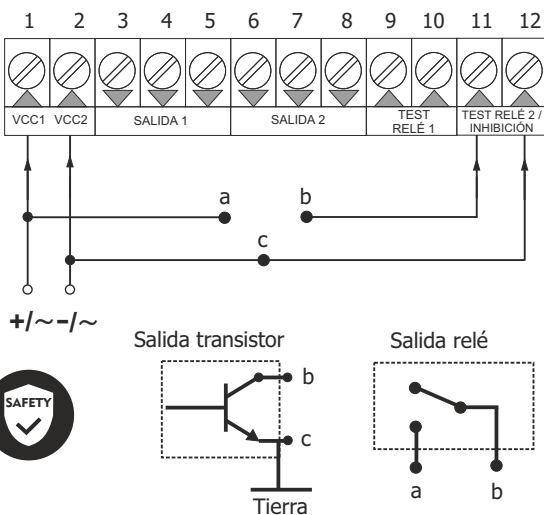 1 2 3 4 5 6 7 8 9 10 11 12
VCC1 VCC2 SALIDA 1 SALIDA 2 TEST RELÉ 1 TEST RELÉ 2 / INHIBICIÓN
a b
c
+/~ -/~
Salida transistor Salida relé
SAFETY
b
c
a b
Tierra